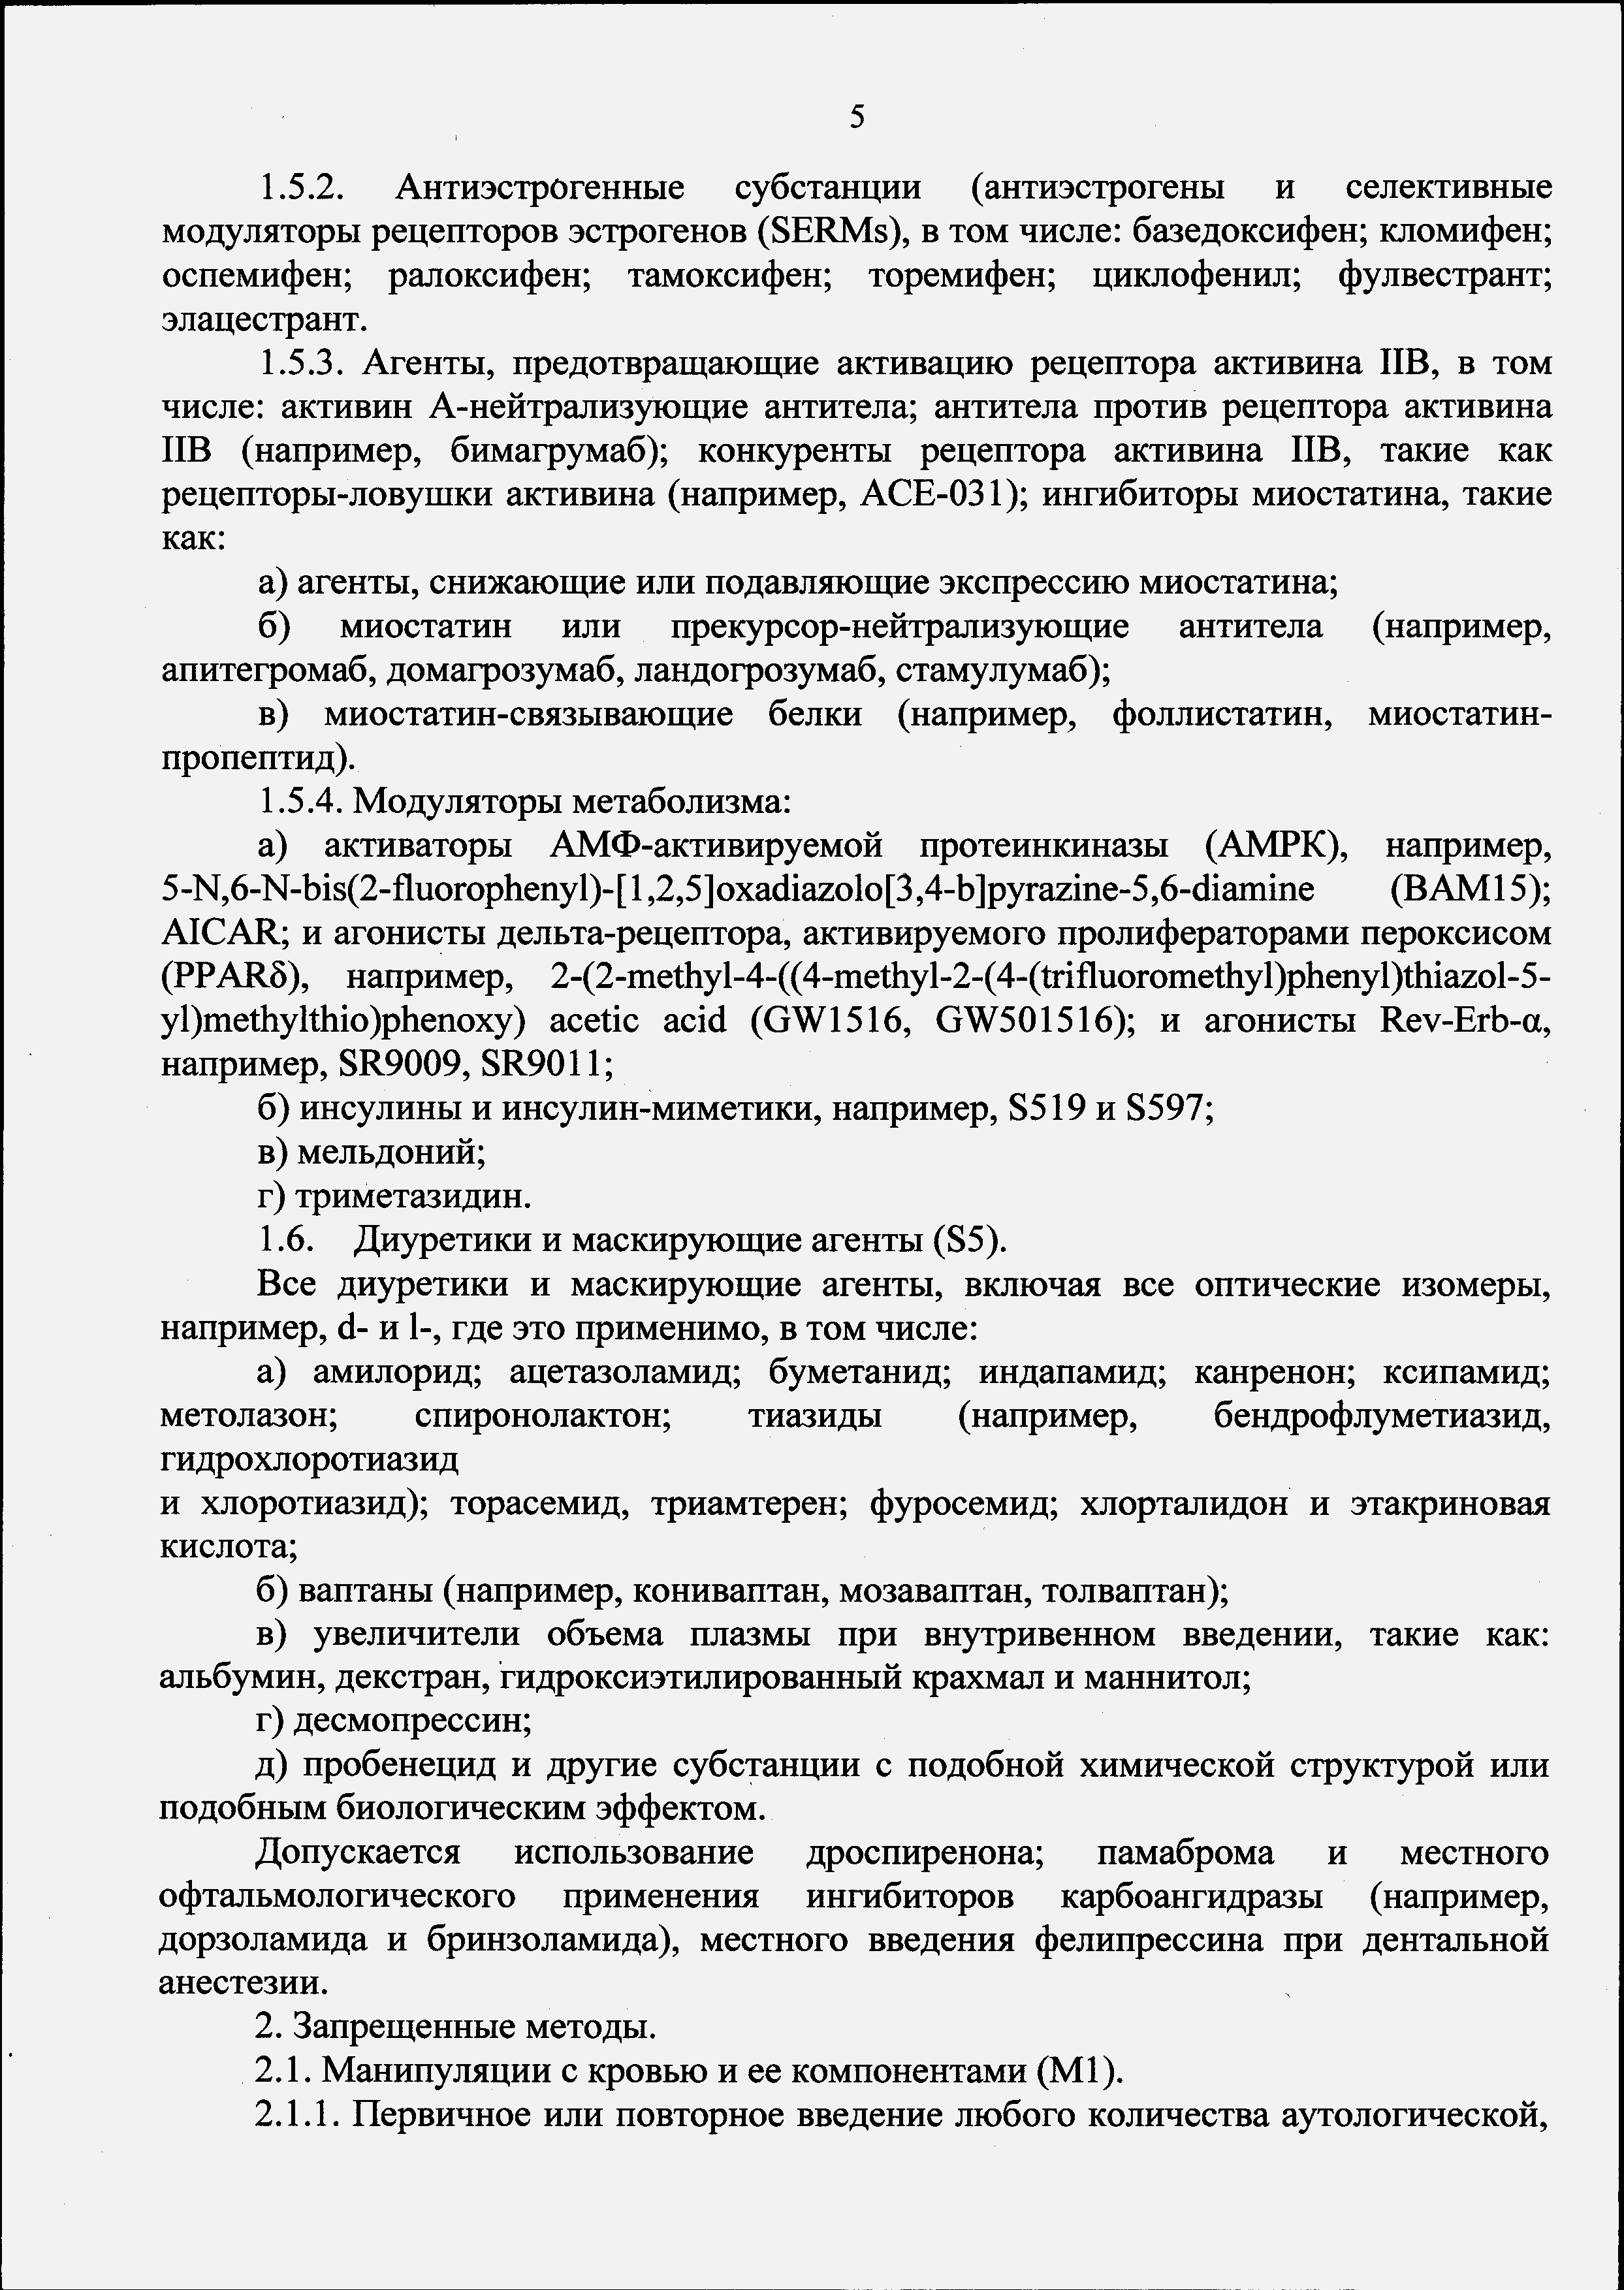 5
1.5.2. Антиэстрогенные субстанции (антиэстрогены и селективные
модуляторы рецепторов эстрогенов (SERMs), в том числе: базедоксифен; кломифен;
оспемифен; ралоксифен; тамоксифен; торемифен; циклофенил; фулвестрант;
элацестрант.
1.5.3. Агенты, предотвращающие активацию рецептора активина IIB, в том
числе: активин А-нейтрализующие антитела; антитела против рецептора активина
IIB (например, бимагрумаб); конкуренты рецептора активина IIB, такие как
рецепторы-ловушки активина (например, ACE-031); ингибиторы миостатина, такие
как:
а) агенты, снижающие или подавляющие экспрессию миостатина;
б) миостатин или прекурсор-нейтрализующие антитела (например,
апитегромаб, домагрозумаб, ландогрозумаб, стамулумаб);
в) миостатин-связывающие белки (например, фоллистатин, миостатин-
пропептид).
1.5.4. Модуляторы метаболизма:
а) активаторы АМФ-активируемой протеинкиназы (АМРК), например,
5-N,6-N-bis(2-fluorophenyl)-[1,2,5]oxadiazolo[3,4-b]pyrazine-5,6-diamine (BAM15);
AICAR; и агонисты дельта-рецептора, активируемого пролифераторами пероксисом
(PPARδ), например, 2-(2-methyl-4-((4-methyl-2-(4-(trifluoromethyl)phenyl)thiazol-5-
yl)methylthio)phenoxy) acetic acid (GW1516, GW501516); и агонисты Rev-Erb-α,
например, SR9009, SR9011;
б) инсулины и инсулин-миметики, например, S519 и S597;
в) мельдоний;
г) триметазидин.
1.6. Диуретики и маскирующие агенты (S5).
Все диуретики и маскирующие агенты, включая все оптические изомеры,
например, d- и l-, где это применимо, в том числе:
а) амилорид; ацетазоламид; буметанид; индапамид; канренон; ксипамид;
метолазон; спиронолактон; тиазиды (например, бендрофлуметиазид,
гидрохлоротиазид
и хлоротиазид); торасемид, триамтерен; фуросемид; хлорталидон и этакриновая
кислота;
б) ваптаны (например, кониваптан, мозаваптан, толваптан);
в) увеличители объема плазмы при внутривенном введении, такие как:
альбумин, декстран, гидроксиэтилированный крахмал и маннитол;
г) десмопрессин;
д) пробенецид и другие субстанции с подобной химической структурой или
подобным биологическим эффектом.
Допускается использование дроспиренона; памаброма и местного
офтальмологического применения ингибиторов карбоангидразы (например,
дорзоламида и бринзоламида), местного введения фелипрессина при дентальной
анестезии.
2. Запрещенные методы.
2.1. Манипуляции с кровью и ее компонентами (М1).
2.1.1. Первичное или повторное введение любого количества аутологической,